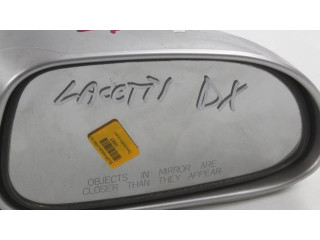 LACETTI DX
OBJECTS IN MIRROR ARE
CLOSER THAN THEY APPEAR